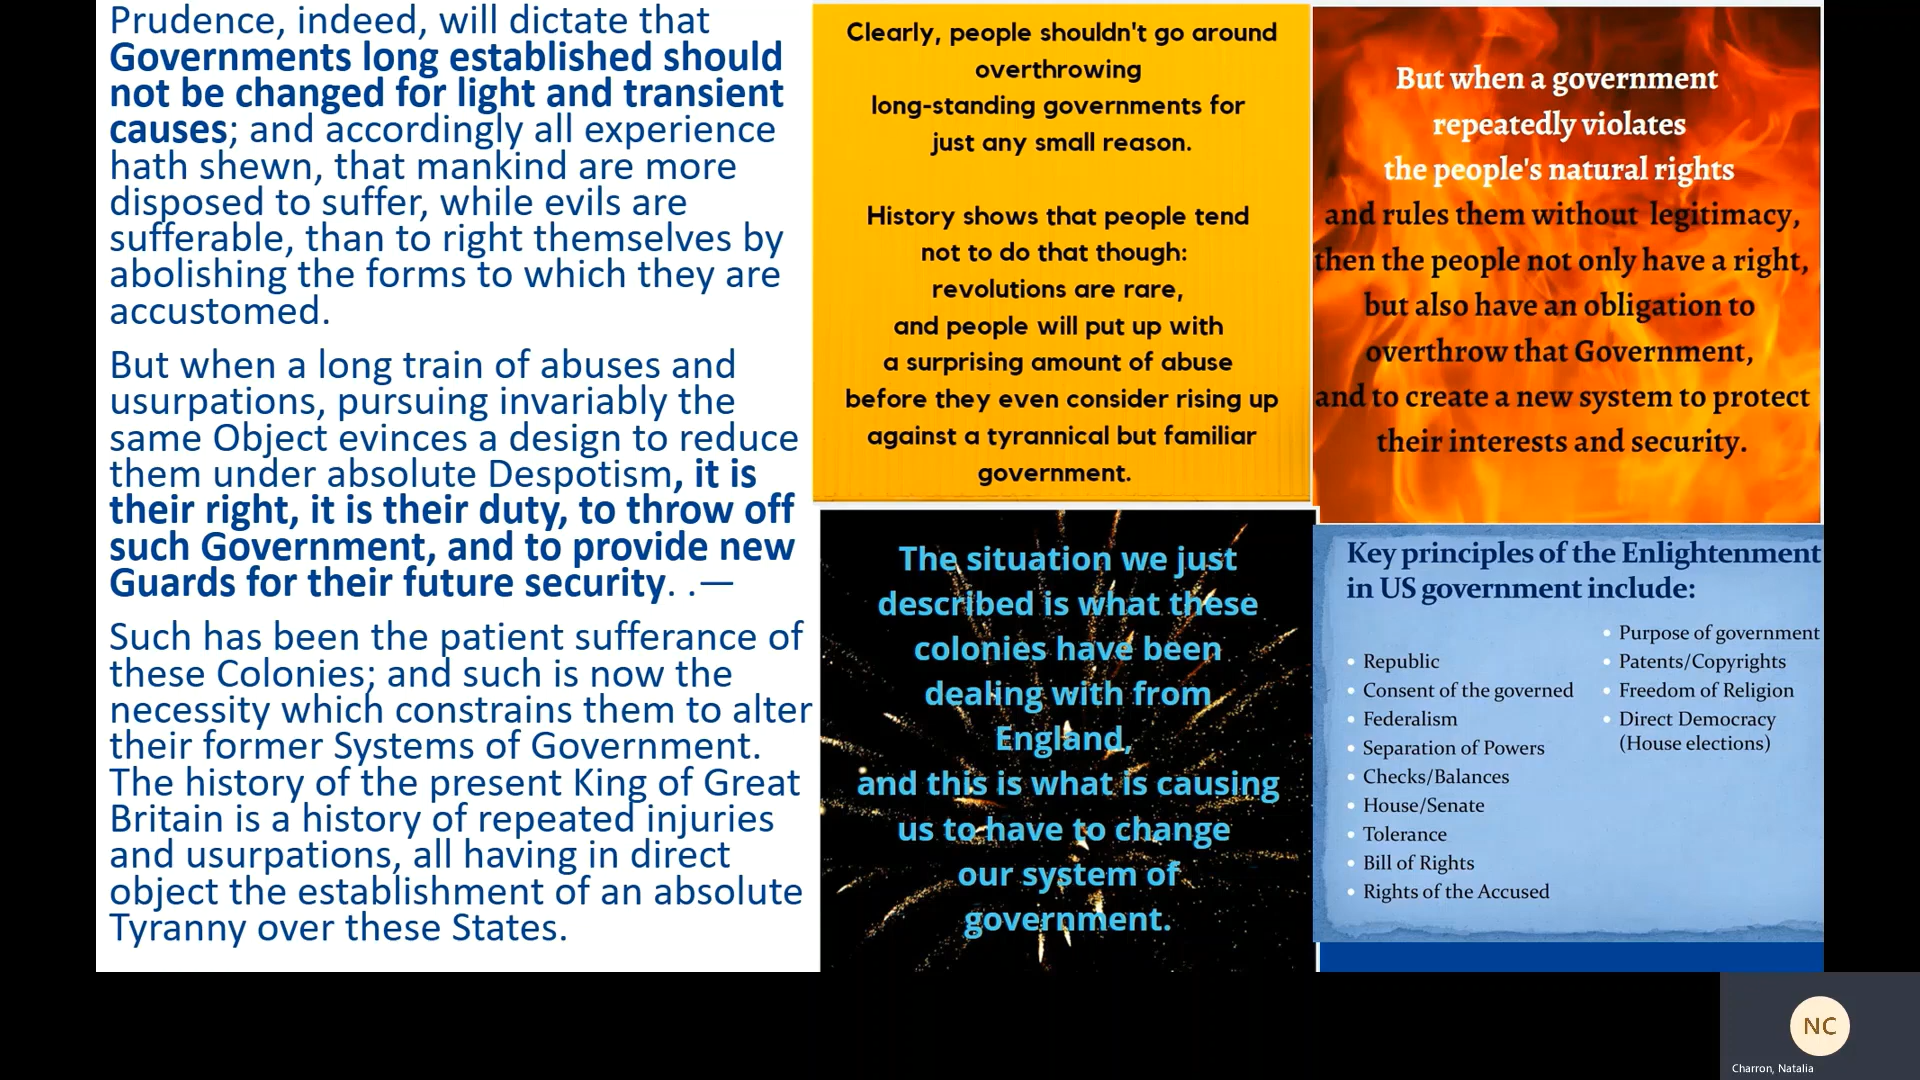 Prudence, indeed, will dictate that
Governments long established should
not be changed for light and transient
causes; and accordingly all experience
hath shewn, that mankind are more
disposed to suffer, while evils are
sufferable, than to right themselves by
abolishing the forms to which they are
accustomed.
But when a long train of abuses and
usurpations, pursuing invariably the
same Object evinces a design to reduce
them under absolute Despotism, it is
their right, it is their duty, to throw off
such Government, and to provide new
Guards for their future security. .—
Such has been the patient sufferance of
these Colonies; and such is now the
necessity which constrains them to alter
their former Systems of Government.
The history of the present King of Great
Britain is a history of repeated injuries
and usurpations, all having in direct
object the establishment of an absolute
Tyranny over these States.
Clearly, people shouldn't go around
overthrowing
long-standing governments for
just any small reason.
History shows that people tend
not to do that though:
revolutions are rare,
and people will put up with
a surprising amount of abuse
before they even consider rising up
against a tyrannical but familiar
government.
But when a government
repeatedly violates
the people's natural rights
and rules them without legitimacy,
then the people not only have a right,
but also have an obligation to
overthrow that Government,
and to create a new system to protect
their interests and security.
The situation we just
described is what these
colonies have been
dealing with from
England,
and this is what is causing
us to have to change
our system of
government.
Key principles of the Enlightenment
in US government include:
• Republic
• Consent of the governed
• Federalism
• Separation of Powers
• Checks/Balances
• House/Senate
• Tolerance
• Bill of Rights
• Rights of the Accused
• Purpose of government
• Patents/Copyrights
• Freedom of Religion
• Direct Democracy
(House elections)
NC
Charron, Natalia